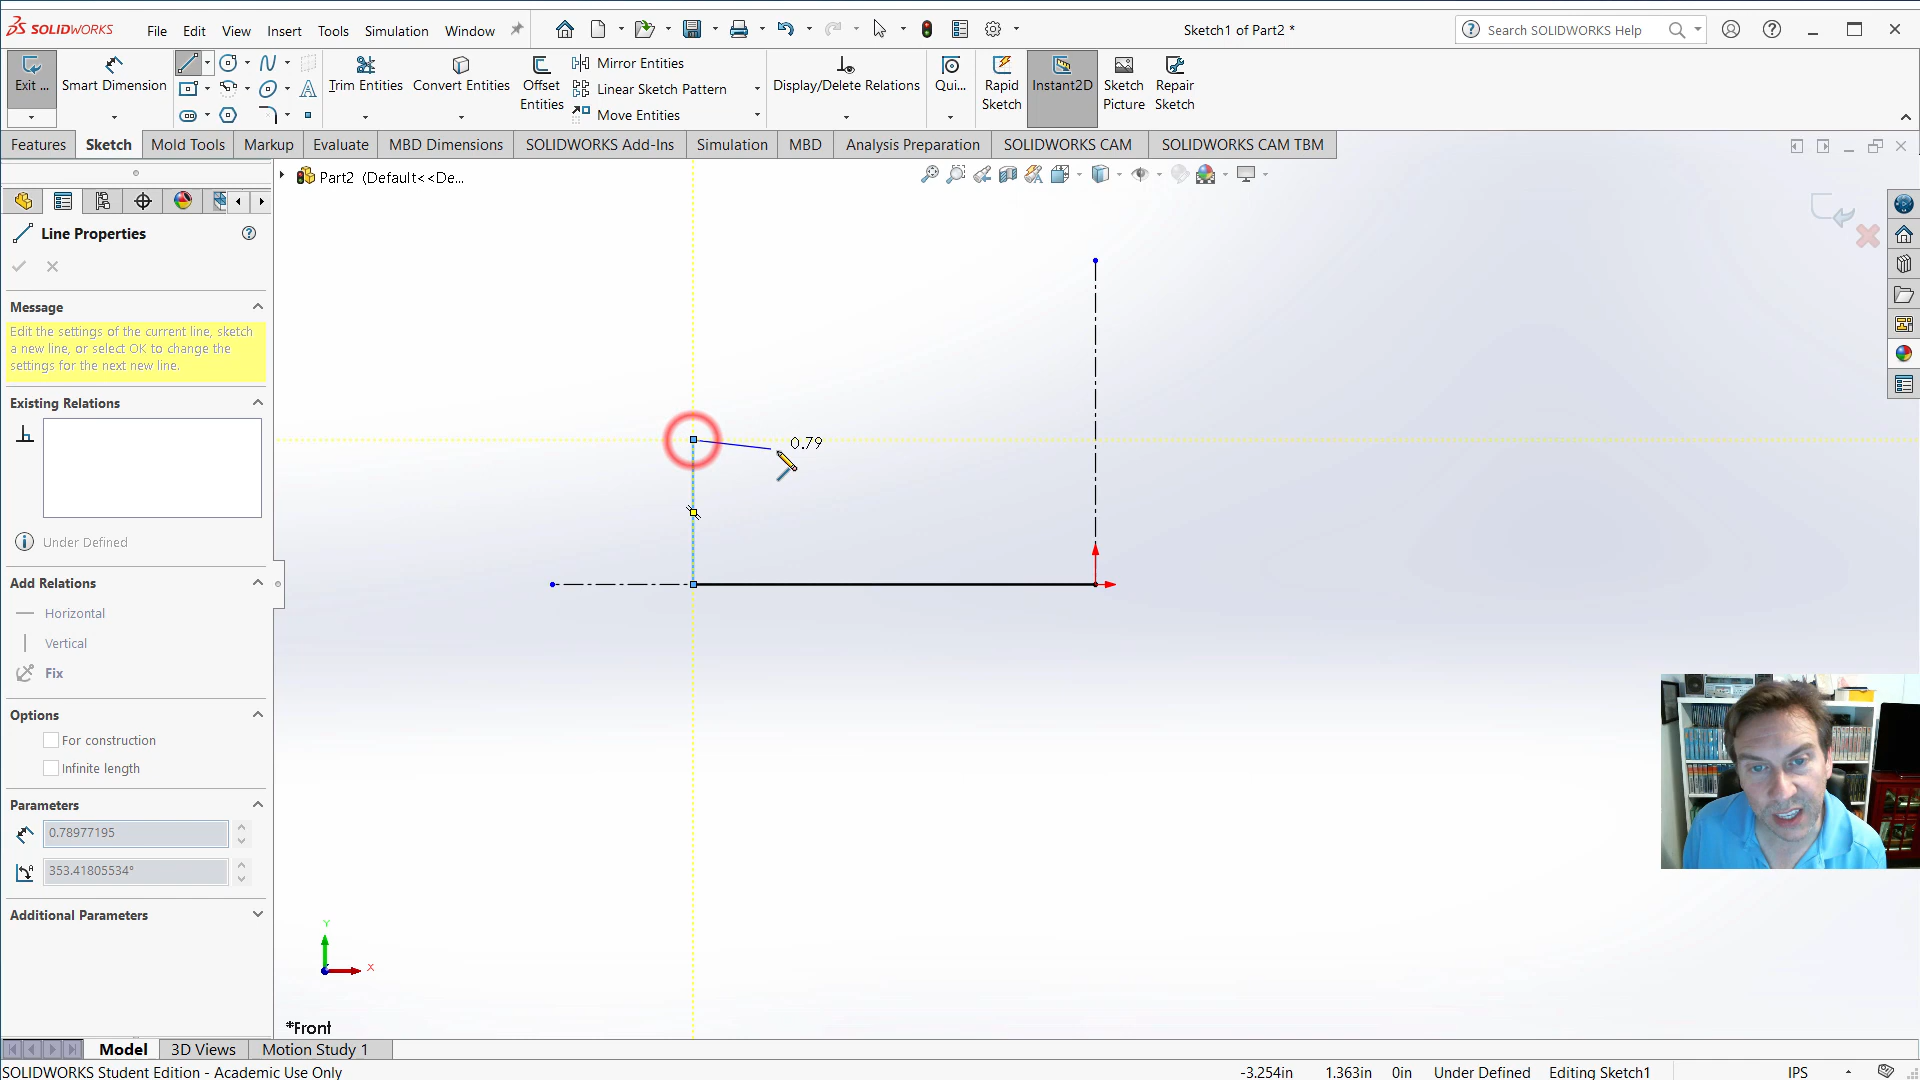 SOLIDWORKS
File Edit View Insert Tools Simulation Window
Sketch1 of Part2 *
Search SOLIDWORKS Help
Exit ...
Smart Dimension
Trim Entities
Convert Entities
Offset Entities
Mirror Entities
Linear Sketch Pattern
Move Entities
Display/Delete Relations
Qui...
Rapid Sketch
Instant2D
Sketch Picture
Repair Sketch
Features Sketch Mold Tools Markup Evaluate MBD Dimensions SOLIDWORKS Add-Ins Simulation MBD Analysis Preparation SOLIDWORKS CAM SOLIDWORKS CAM TBM
Part2 (Default<<De...
Line Properties
Message
Edit the settings of the current line, sketch
a new line, or select OK to change the
settings for the next new line.
Existing Relations
Under Defined
Add Relations
Horizontal
Vertical
Fix
Options
For construction
Infinite length
Parameters
0.78977195
353.41805534°
Additional Parameters
0.79
Y
X
*Front
Model 3D Views Motion Study 1
SOLIDWORKS Student Edition - Academic Use Only
-3.254in 1.363in 0in Under Defined Editing Sketch1 IPS